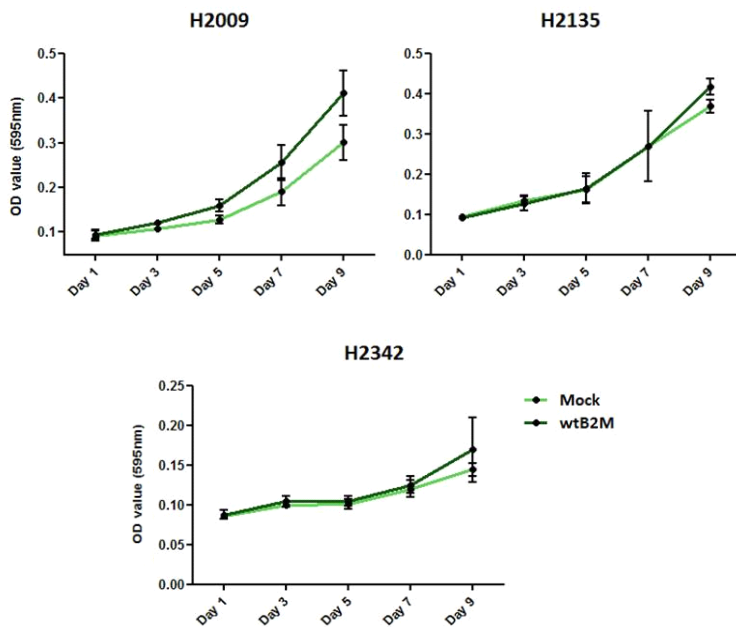 H2009
OD value (595nm)
0.5
0.4
0.3
0.2
0.1
Day 1
Day 3
Day 5
Day 7
Day 9
H2135
0.5
0.4
0.3
0.2
0.1
0.0
Day 1
Day 3
Day 5
Day 7
Day 9
H2342
OD value (595nm)
0.25
0.20
0.15
0.10
0.05
0.00
Day 1
Day 3
Day 5
Day 7
Day 9
Mock
wtB2M